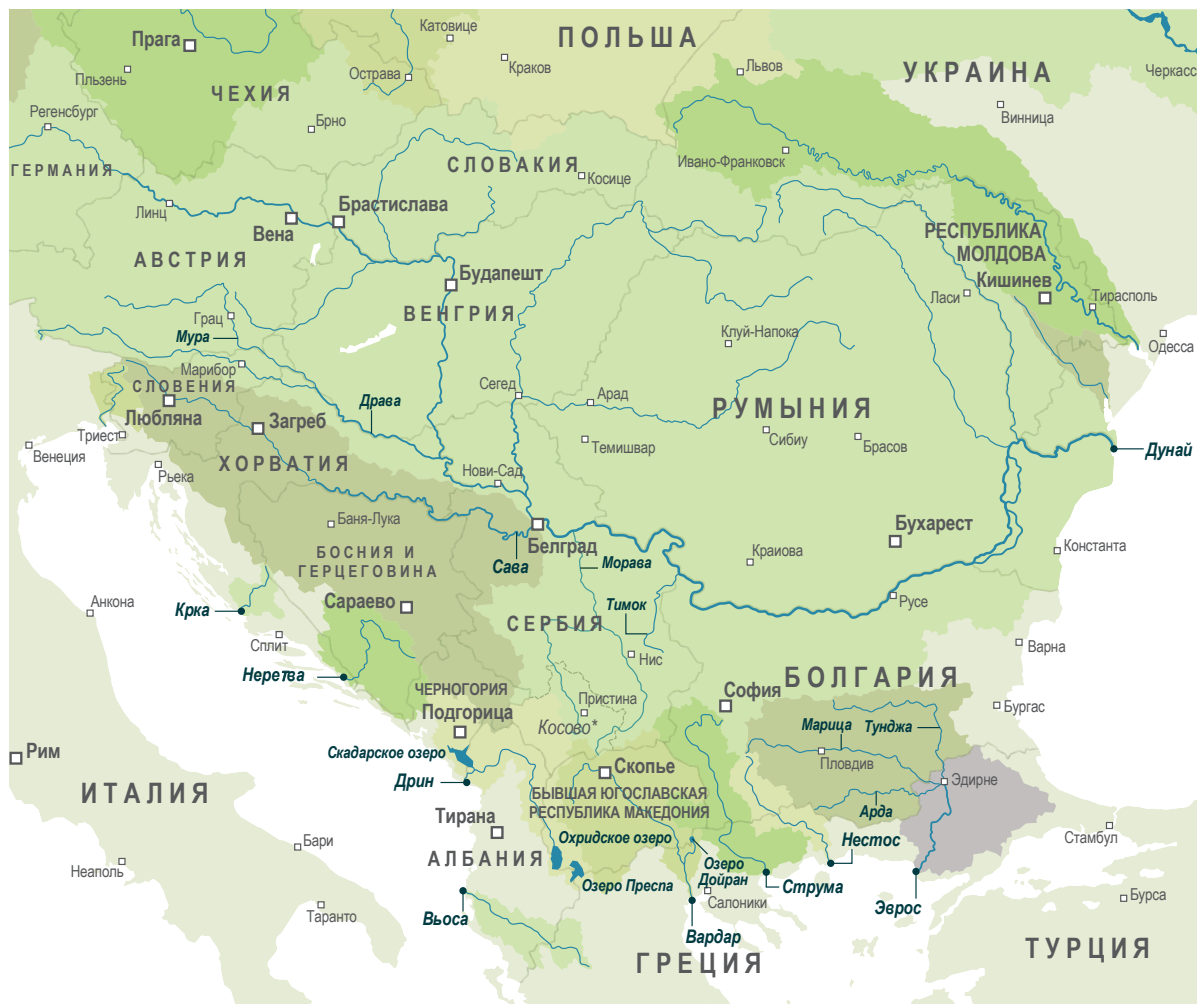 Катовице
ПОЛЬША
Прага
Краков
Львов
УКРАИНА
Пльзень
Острава
Черкасс
ЧЕХИЯ
Регенсбург
Брно
Винница
ГЕРМАНИЯ
СЛОВАКИЯ
Ивано-Франковск
Косице
Линц
Брастислава
Вена
РЕСПУБЛИКА
МОЛДОВА
АВСТРИЯ
Будапешт
Кишинев
ВЕНГРИЯ
Ласи
Тирасполь
Грац
Мура
Клуй-Напока
Одесса
Марибор
СЛОВЕНИЯ
Сегед
Арад
Любляна
Драва
РУМЫНИЯ
Загреб
Триест
Темишвар
Сибиу
Брасов
Венеция
Дунай
ХОРВАТИЯ
Рьека
Нови-Сад
Баня-Лука
Белград
Бухарест
Константа
БОСНИЯ И
ГЕРЦЕГОВИНА
Сава
Морава
Краиова
Анкона
Крка
Сараево
Тимок
Русе
СЕРБИЯ
Сплит
Варна
Нис
Неретва
БОЛГАРИЯ
ЧЕРНОГОРИЯ
Подгорица
Пристина
София
Бургас
Косово*
Марица
Тунджа
Рим
Скадарское озеро
Пловдив
Скопье
Эдирне
Дрин
ИТАЛИЯ
БЫВШАЯ ЮГОСЛАВСКАЯ
РЕСПУБЛИКА МАКЕДОНИЯ
Арда
Тирана
Охридское озеро
Нестос
Стамбул
Бари
АЛБАНИЯ
Озеро
Дойран
Неаполь
Озеро Преспа
Струма
Салоники
Бурса
Таранто
Вьоса
Эврос
Вардар
ТУРЦИЯ
ГРЕЦИЯ